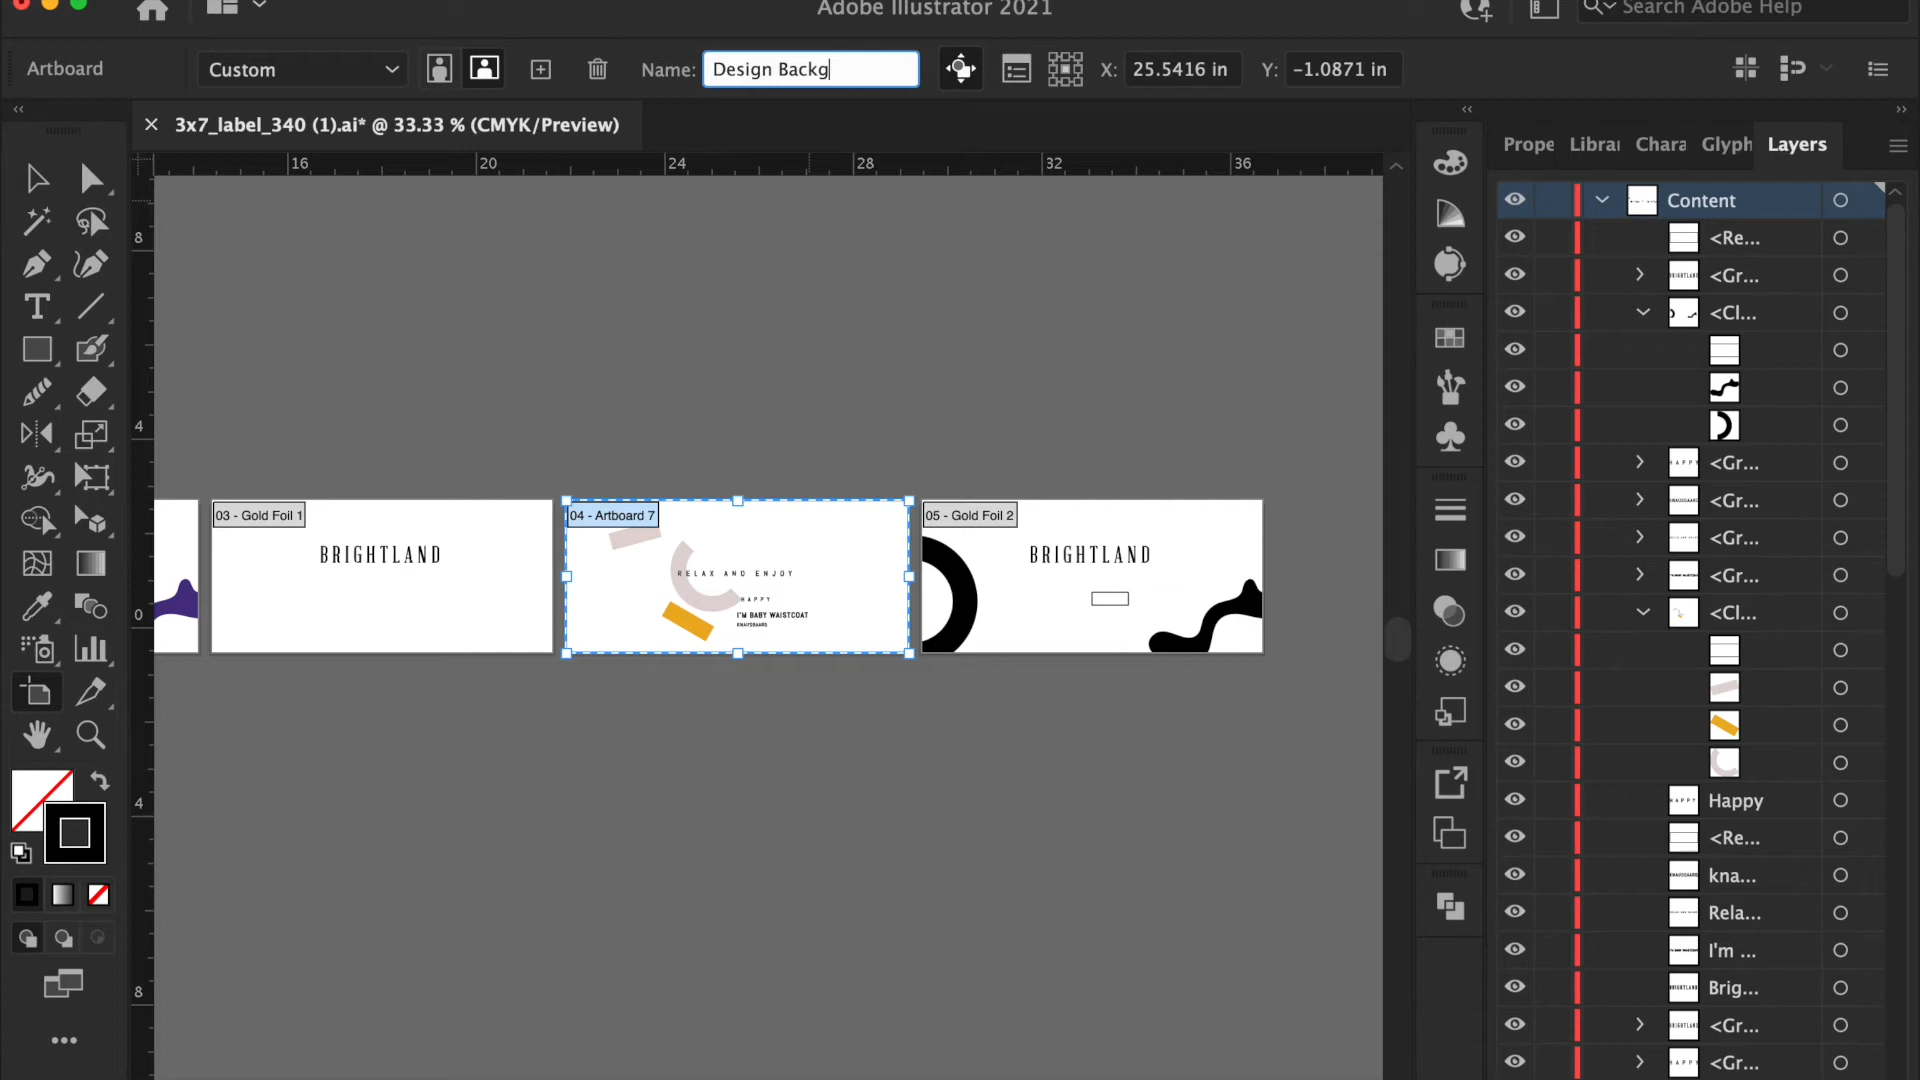 Adobe Illustrator 2021
Search Adobe Help
Artboard
Custom
Name:
Design Backg
X:
25.5416 in
Y:
-1.0871 in
3x7_label_340 (1).ai* @ 33.33 % (CMYK/Preview)
Prope
Librar
Chara
Glyph
Layers
16
20
24
28
32
36
8
4
0
4
8
03 - Gold Foil 1
BRIGHTLAND
04 - Artboard 7
RELAX AND ENJOY
HAPPY
I'M BABY WAISTCOAT
KNAUSGAARD
05 - Gold Foil 2
BRIGHTLAND
Content
<Re...
<Gr...
<Cl...
<Gr...
<Gr...
<Gr...
<Gr...
<Cl...
Happy
<Re...
kna...
Rela...
I'm ...
Brig...
<Gr...
<Gr...